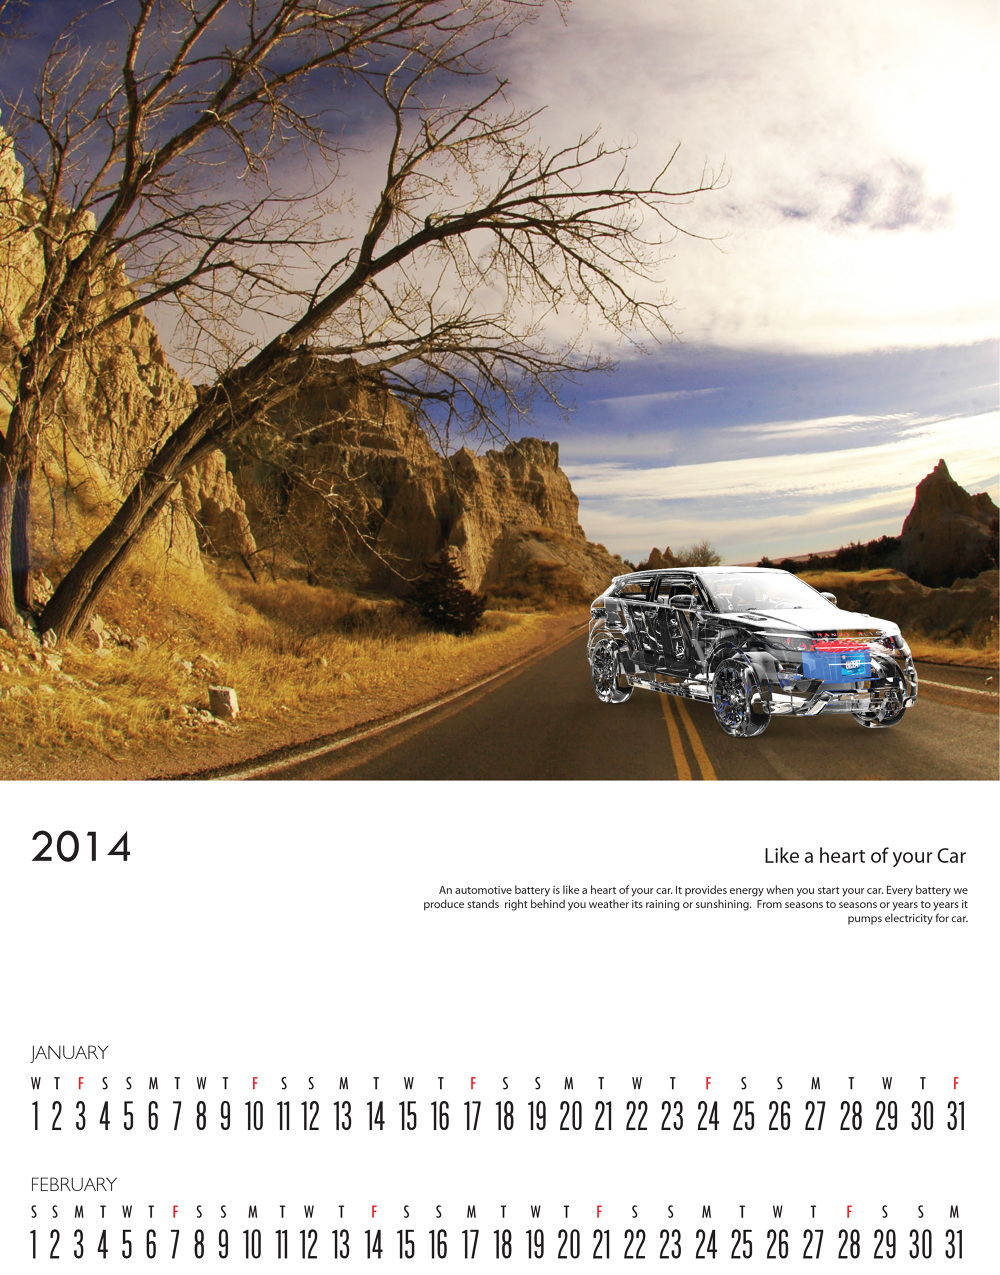 2014
Like a heart of your Car
An automotive battery is like a heart of your car. It provides energy when you start your car. Every battery we
produce stands right behind you weather its raining or sunshining. From seasons to seasons or years to years it
pumps electricity for car.
JANUARY
W T F S S M T W T F S S M T W T F S S M T W T F S S M T W T F
1 2 3 4 5 6 7 8 9 10 11 12 13 14 15 16 17 18 19 20 21 22 23 24 25 26 27 28 29 30 31
FEBRUARY
S S M T W T F S S M T W T F S S M T W T F S S M T W T F S S M
1 2 3 4 5 6 7 8 9 10 11 12 13 14 15 16 17 18 19 20 21 22 23 24 25 26 27 28 29 30 31